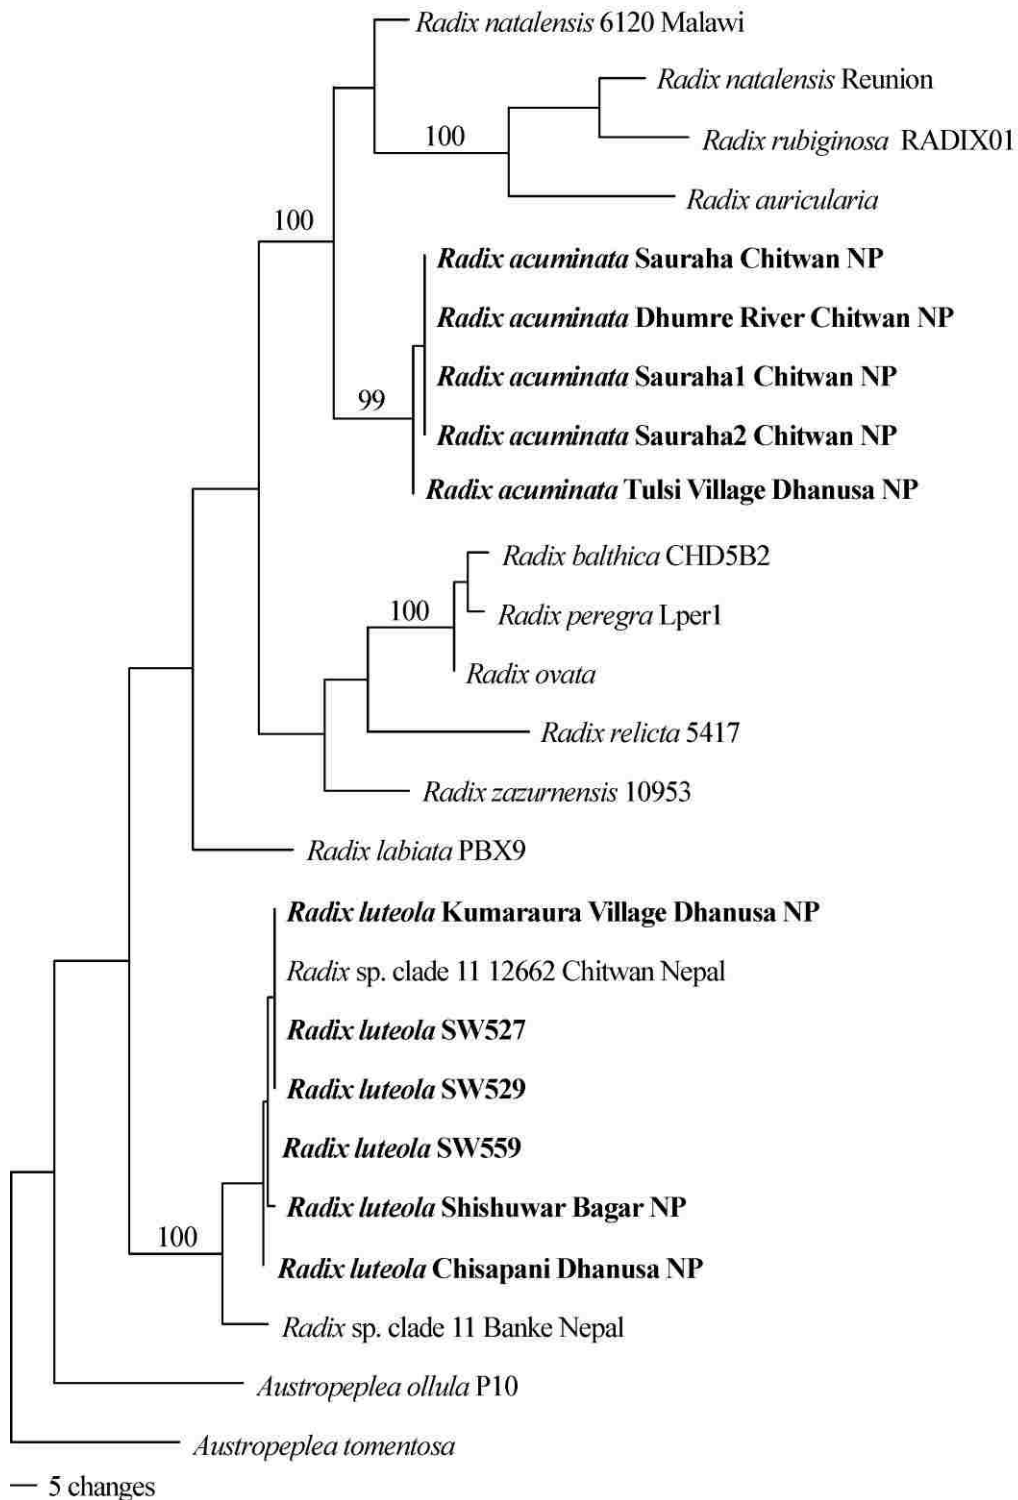 Radix natalensis 6120 Malawi
Radix natalensis Reunion
100
Radix rubiginosa RADIX01
Radix auricularia
100
Radix acuminata Sauraha Chitwan NP
Radix acuminata Dhumre River Chitwan NP
Radix acuminata Sauraha1 Chitwan NP
99
Radix acuminata Sauraha2 Chitwan NP
Radix acuminata Tulsi Village Dhanusa NP
Radix balthica CHD5B2
100
Radix peregra Lper1
Radix ovata
Radix relicta 5417
Radix zazurnensis 10953
Radix labiata PBX9
Radix luteola Kumaraura Village Dhanusa NP
Radix sp. clade 11 12662 Chitwan Nepal
Radix luteola SW527
Radix luteola SW529
Radix luteola SW559
Radix luteola Shishuwar Bagar NP
100
Radix luteola Chisapani Dhanusa NP
Radix sp. clade 11 Banke Nepal
Austropeplea ollula P10
Austropeplea tomentosa
5 changes